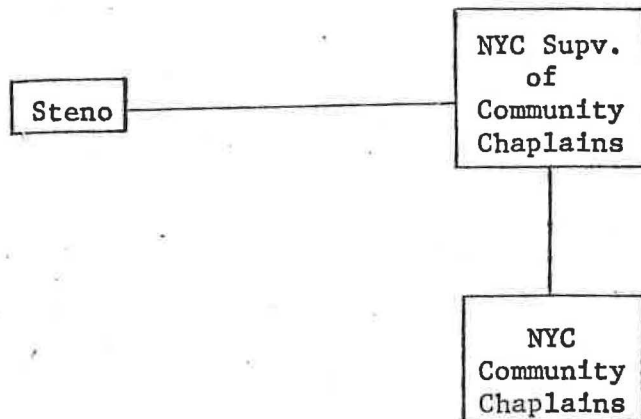 Steno
NYC Supv.
of
Community
Chaplains
NYC
Community
Chaplains